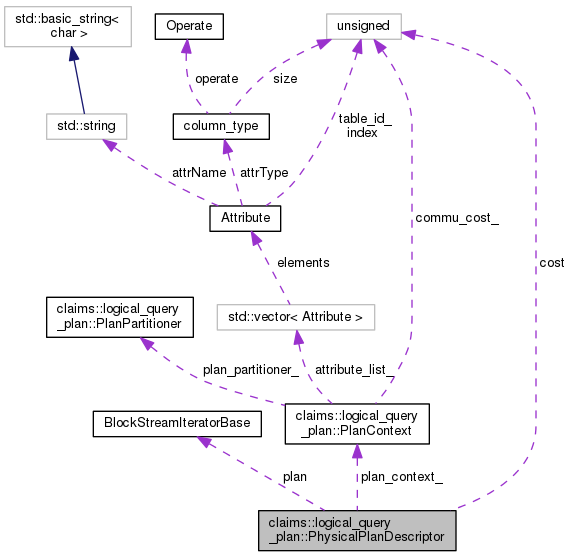 std::basic_string<
char >
Operate
unsigned
operate
size
std::string
column_type
table_id_
index
attrName
attrType
Attribute
commu_cost_
elements
cost
claims::logical_query
_plan::PlanPartitioner
std::vector< Attribute >
plan_partitioner_
attribute_list_
BlockStreamIteratorBase
claims::logical_query
_plan::PlanContext
plan
plan_context_
claims::logical_query
_plan::PhysicalPlanDescriptor